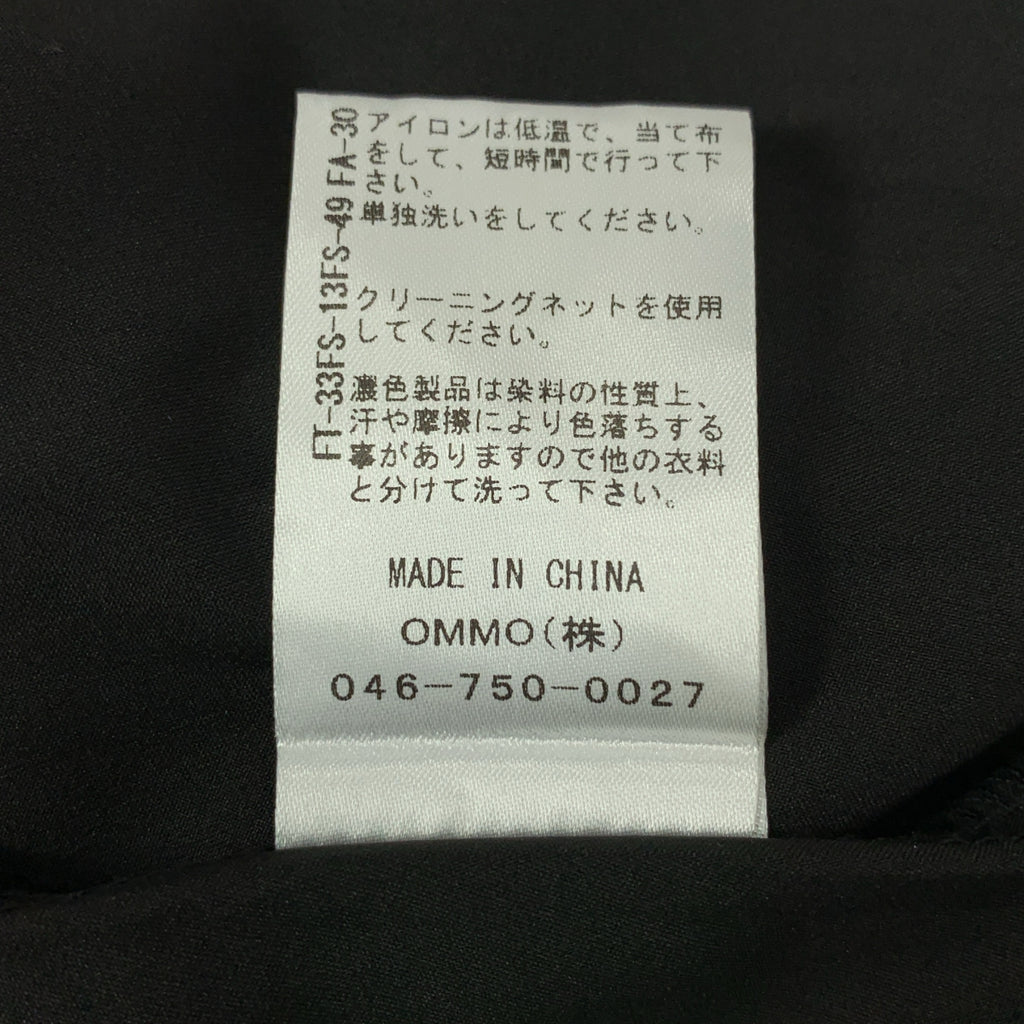 アイロンは低温で、当て布
をして、短時間で行って下
さい。
単独洗いをしてください。
クリーニングネットを使用
してください。
濃色製品は染料の性質上、
汗や摩擦により色落ちする
事がありますので他の衣料
と分けて洗って下さい。
FT-33FS-13FS-49FA-30
MADE IN CHINA
OMMO(株)
046-750-0027